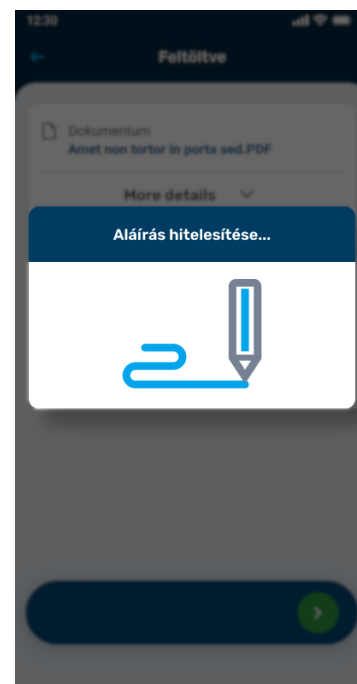 12:30
Feltöltve
Dokumentum
Amet non tortor in porta sed.PDF
More details
Aláírás hitelesítése...